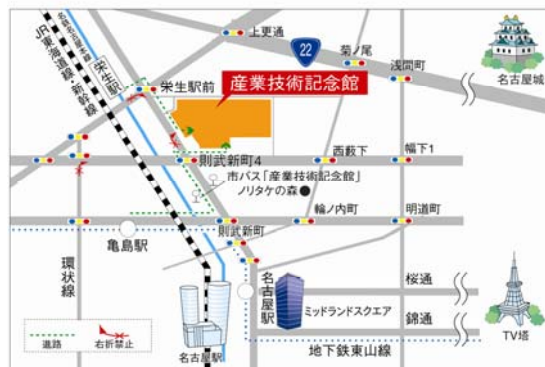 上更通
22
菊ノ尾
浅間町
名古屋城
名鉄名古屋本線
JR東海道線・新幹線
栄生駅
栄生駅前
産業技術記念館
則武新町4
西藪下
幅下1
市バス「産業技術記念館」
ノリタケの森
輪ノ内町
明道町
則武新町
亀島駅
環状線
名古屋駅
ミッドランドスクエア
桜通
錦通
TV塔
地下鉄東山線
名古屋駅
進路
右折禁止